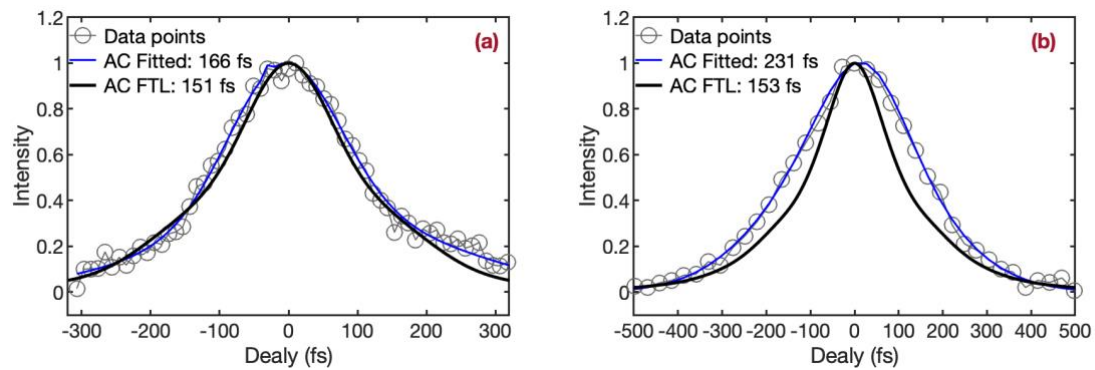 1.2
1
0.8
0.6
0.4
0.2
0
Intensity
Data points
AC Fitted: 166 fs
AC FTL: 151 fs
(a)
-300 -200 -100 0 100 200 300
Dealy (fs)
1.2
1
0.8
0.6
0.4
0.2
0
Intensity
Data points
AC Fitted: 231 fs
AC FTL: 153 fs
(b)
-500 -400 -300 -200 -100 0 100 200 300 400 500
Dealy (fs)